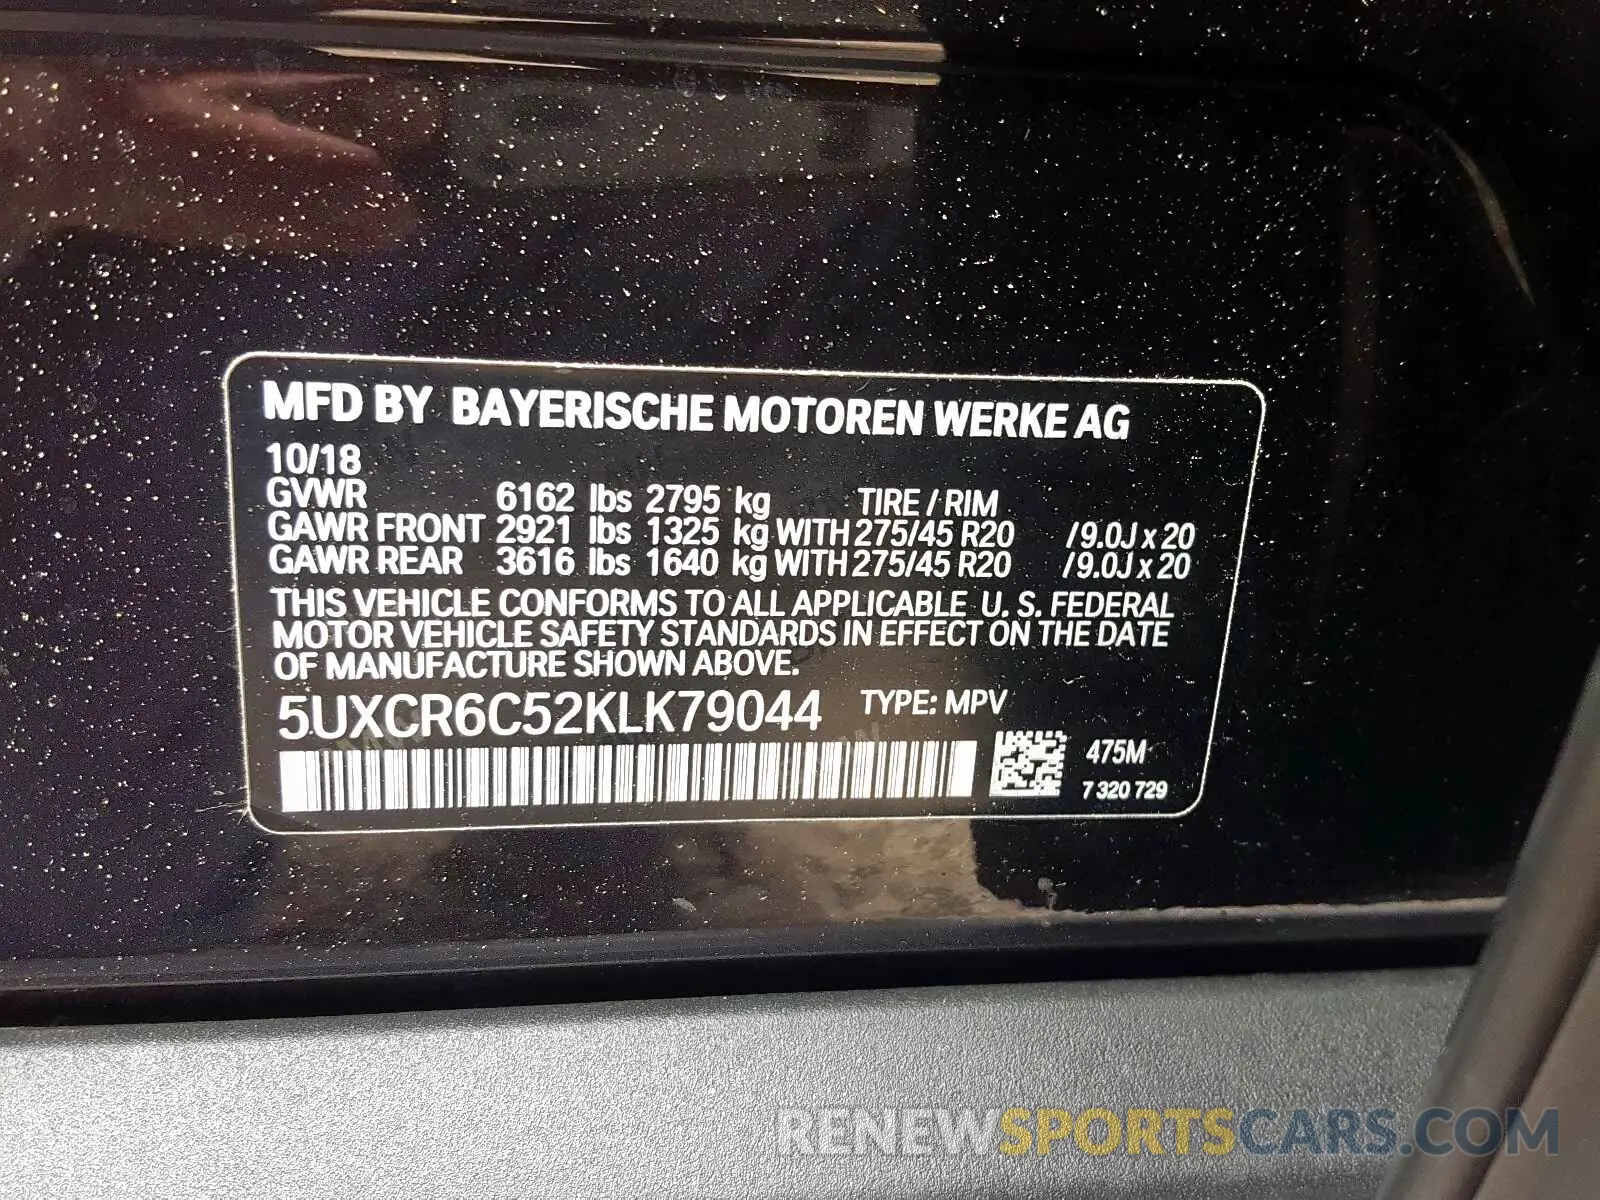 MFD BY BAYERISCHE MOTOREN WERKE AG
10/18
GVWR 6162 lbs 2795 kg TIRE / RIM
GAWR FRONT 2921 lbs 1325 kg WITH 275/45 R20 /9.0J x 20
GAWR REAR 3616 lbs 1640 kg WITH 275/45 R20 /9.0J x 20
THIS VEHICLE CONFORMS TO ALL APPLICABLE U. S. FEDERAL
MOTOR VEHICLE SAFETY STANDARDS IN EFFECT ON THE DATE
OF MANUFACTURE SHOWN ABOVE.
5UXCR6C52KLK79044 TYPE: MPV
475M
7 320 729
RENEWSPORTSCARS.COM